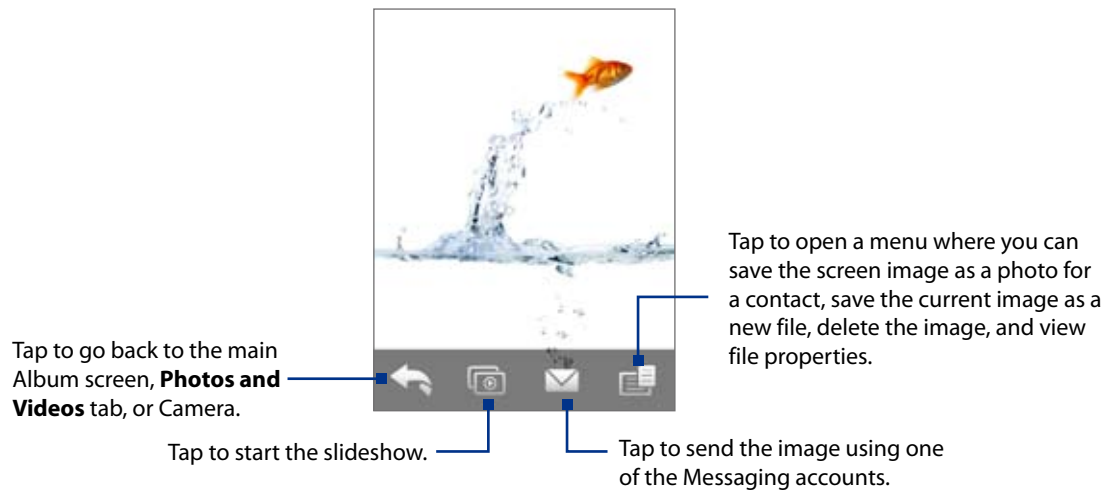 Tap to open a menu where you can
save the screen image as a photo for
a contact, save the current image as a
new file, delete the image, and view
file properties.
Tap to go back to the main
Album screen, Photos and
Videos tab, or Camera.
Tap to start the slideshow.
Tap to send the image using one
of the Messaging accounts.